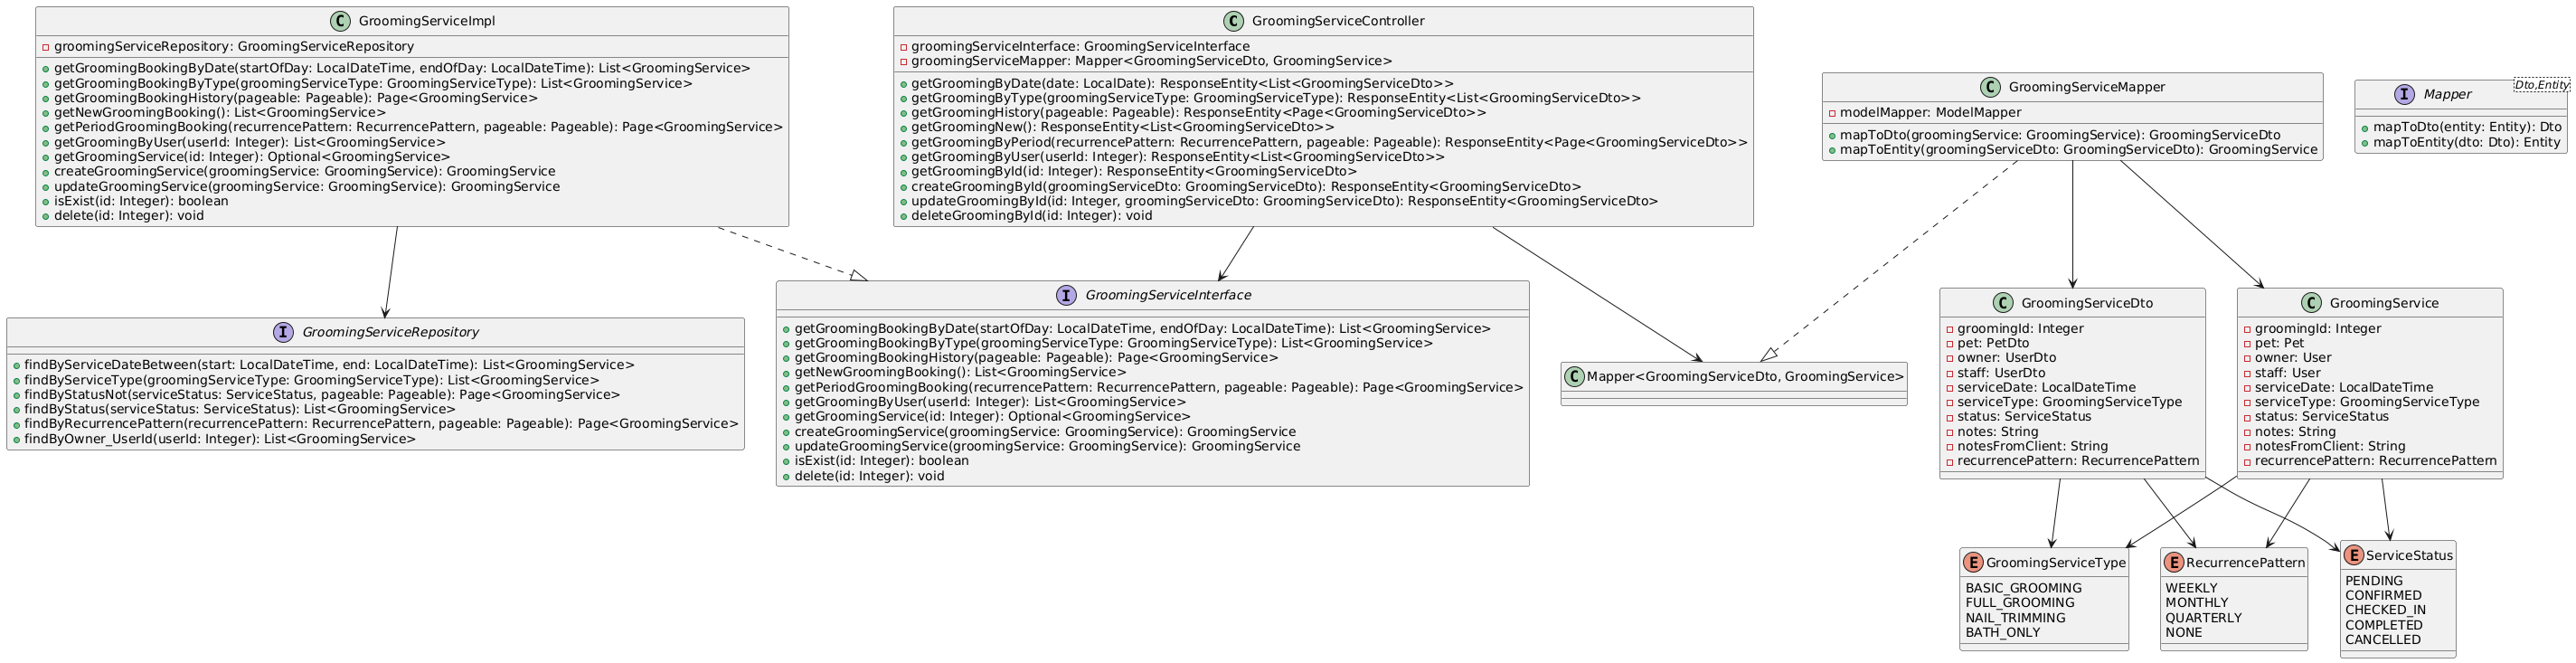 GroomingServiceImpl
groomingServiceRepository: GroomingServiceRepository
getGroomingBookingByDate(startOfDay: LocalDateTime, endOfDay: LocalDateTime): List<GroomingService>
getGroomingBookingByType(groomingServiceType: GroomingServiceType): List<GroomingService>
getGroomingBookingHistory(pageable: Pageable): Page<GroomingService>
getNewGroomingBooking(): List<GroomingService>
getPeriodGroomingBooking(recurrencePattern: RecurrencePattern, pageable: Pageable): Page<GroomingService>
getGroomingByUser(userId: Integer): List<GroomingService>
getGroomingService(id: Integer): Optional<GroomingService>
createGroomingService(groomingService: GroomingService): GroomingService
updateGroomingService(groomingService: GroomingService): GroomingService
isExist(id: Integer): boolean
delete(id: Integer): void
GroomingServiceController
groomingServiceInterface: GroomingServiceInterface
groomingServiceMapper: Mapper<GroomingServiceDto, GroomingService>
getGroomingByDate(date: LocalDate): ResponseEntity<List<GroomingServiceDto>>
getGroomingByType(groomingServiceType: GroomingServiceType): ResponseEntity<List<GroomingServiceDto>>
getGroomingHistory(pageable: Pageable): ResponseEntity<Page<GroomingServiceDto>>
getGroomingNew(): ResponseEntity<List<GroomingServiceDto>>
getGroomingByPeriod(recurrencePattern: RecurrencePattern, pageable: Pageable): ResponseEntity<Page<GroomingServiceDto>>
getGroomingByUser(userId: Integer): ResponseEntity<List<GroomingServiceDto>>
getGroomingById(id: Integer): ResponseEntity<GroomingServiceDto>
createGroomingById(groomingServiceDto: GroomingServiceDto): ResponseEntity<GroomingServiceDto>
updateGroomingById(id: Integer, groomingServiceDto: GroomingServiceDto): ResponseEntity<GroomingServiceDto>
deleteGroomingById(id: Integer): void
GroomingServiceMapper
modelMapper: ModelMapper
mapToDto(groomingService: GroomingService): GroomingServiceDto
mapToEntity(groomingServiceDto: GroomingServiceDto): GroomingService
Mapper
Dto,Entity
mapToDto(entity: Entity): Dto
mapToEntity(dto: Dto): Entity
GroomingServiceRepository
findByServiceDateBetween(start: LocalDateTime, end: LocalDateTime): List<GroomingService>
findByServiceType(groomingServiceType: GroomingServiceType): List<GroomingService>
findByStatusNot(serviceStatus: ServiceStatus, pageable: Pageable): Page<GroomingService>
findByStatus(serviceStatus: ServiceStatus): List<GroomingService>
findByRecurrencePattern(recurrencePattern: RecurrencePattern, pageable: Pageable): Page<GroomingService>
findByOwner_UserId(userId: Integer): List<GroomingService>
GroomingServiceInterface
getGroomingBookingByDate(startOfDay: LocalDateTime, endOfDay: LocalDateTime): List<GroomingService>
getGroomingBookingByType(groomingServiceType: GroomingServiceType): List<GroomingService>
getGroomingBookingHistory(pageable: Pageable): Page<GroomingService>
getNewGroomingBooking(): List<GroomingService>
getPeriodGroomingBooking(recurrencePattern: RecurrencePattern, pageable: Pageable): Page<GroomingService>
getGroomingByUser(userId: Integer): List<GroomingService>
getGroomingService(id: Integer): Optional<GroomingService>
createGroomingService(groomingService: GroomingService): GroomingService
updateGroomingService(groomingService: GroomingService): GroomingService
isExist(id: Integer): boolean
delete(id: Integer): void
Mapper<GroomingServiceDto, GroomingService>
GroomingServiceDto
groomingId: Integer
pet: PetDto
owner: UserDto
staff: UserDto
serviceDate: LocalDateTime
serviceType: GroomingServiceType
status: ServiceStatus
notes: String
notesFromClient: String
recurrencePattern: RecurrencePattern
GroomingService
groomingId: Integer
pet: Pet
owner: User
staff: User
serviceDate: LocalDateTime
serviceType: GroomingServiceType
status: ServiceStatus
notes: String
notesFromClient: String
recurrencePattern: RecurrencePattern
GroomingServiceType
BASIC_GROOMING
FULL_GROOMING
NAIL_TRIMMING
BATH_ONLY
RecurrencePattern
WEEKLY
MONTHLY
QUARTERLY
NONE
ServiceStatus
PENDING
CONFIRMED
CHECKED_IN
COMPLETED
CANCELLED